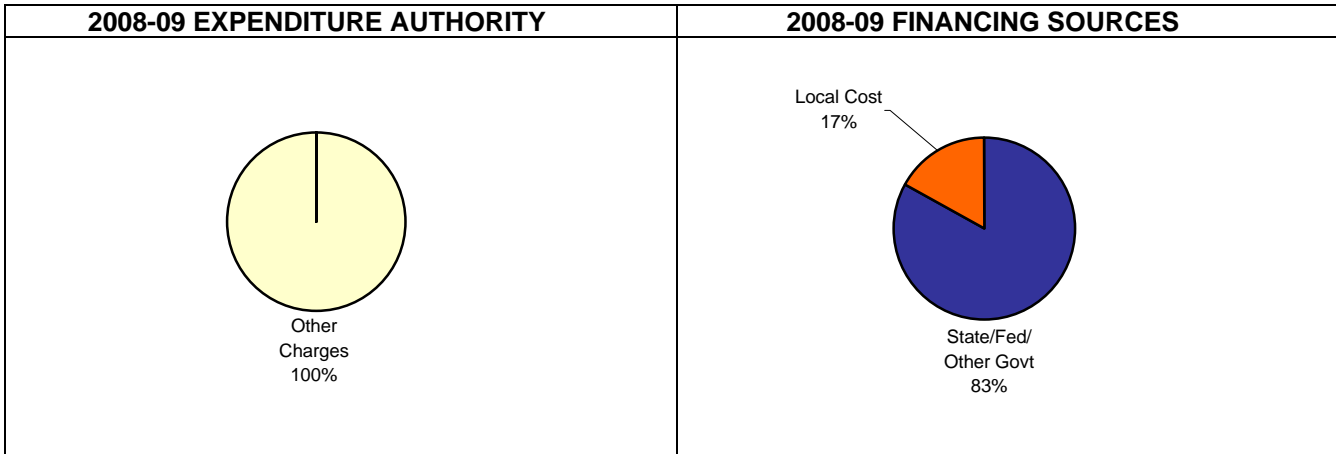 2008-09 EXPENDITURE AUTHORITY
2008-09 FINANCING SOURCES
Other
Charges
100%
Local Cost
17%
State/Fed/
Other Govt
83%